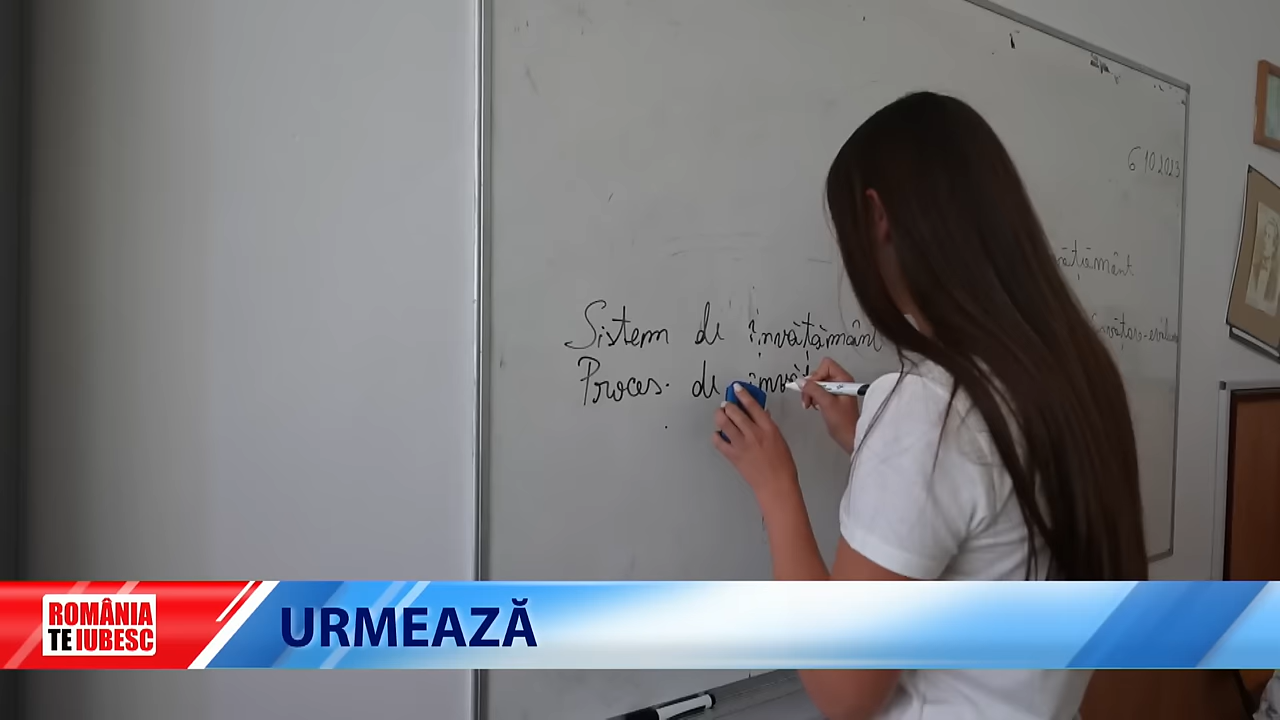 6 10 2023
Sistem de învățământ
Proces de
ROMÂNIA
TE IUBESC
URMEAZĂ